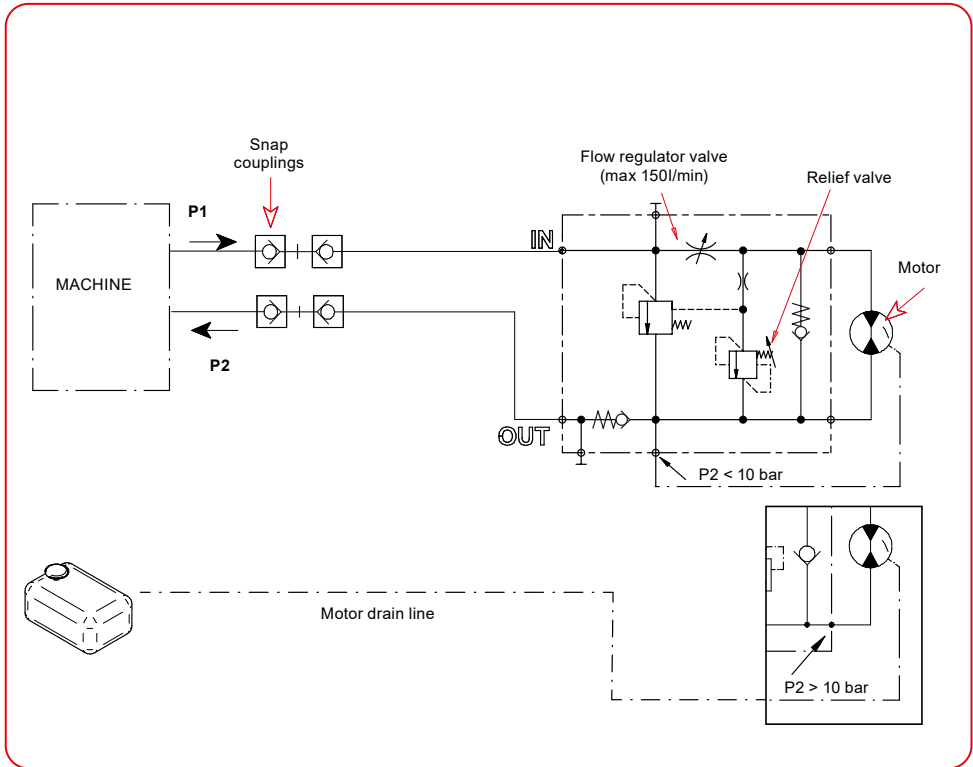 Snap
couplings
Flow regulator valve
(max 150l/min)
Relief valve
P1
IN
Motor
MACHINE
P2
OUT
P2 < 10 bar
Motor drain line
P2 > 10 bar